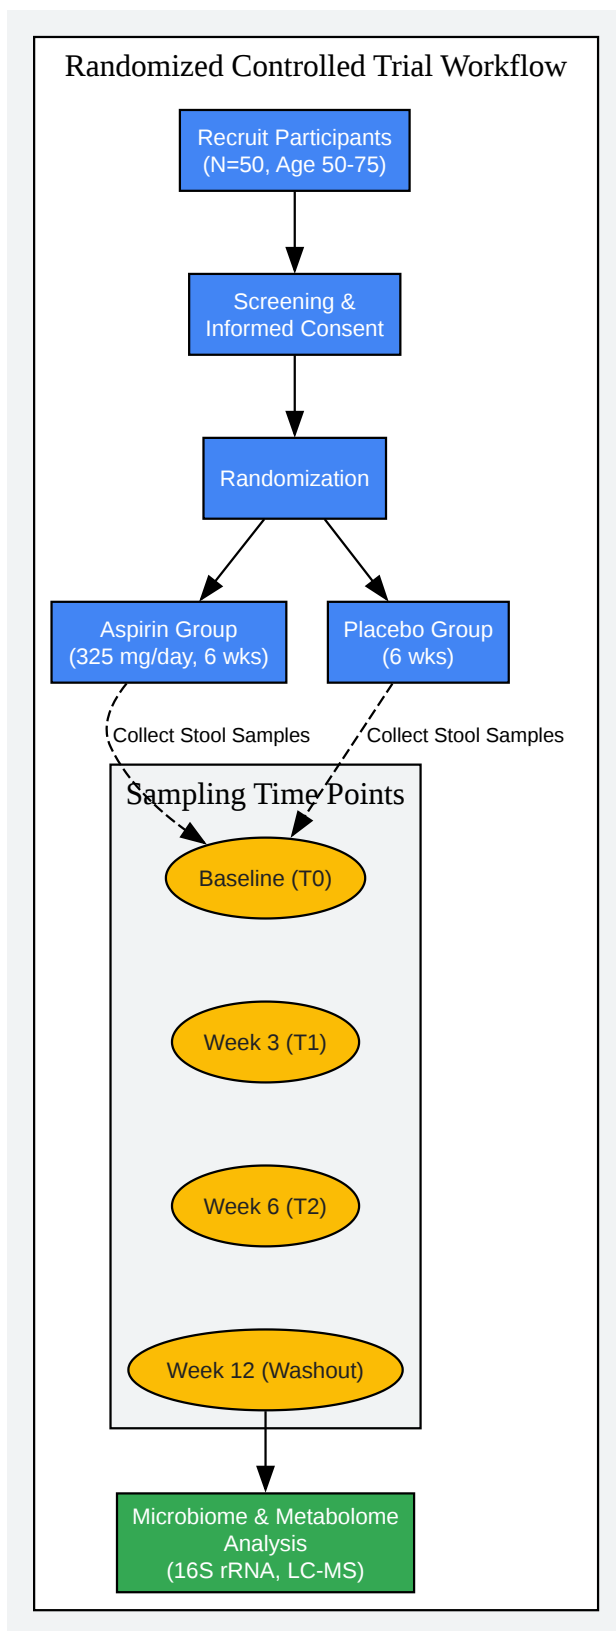 Randomized Controlled Trial Workflow
Recruit Participants
(N=50, Age 50-75)
Screening &
Informed Consent
Randomization
Aspirin Group
(325 mg/day, 6 wks)
Placebo Group
(6 wks)
Collect Stool Samples
Collect Stool Samples
Sampling Time Points
Baseline (T0)
Week 3 (T1)
Week 6 (T2)
Week 12 (Washout)
Microbiome & Metabolome
Analysis
(16S rRNA, LC-MS)